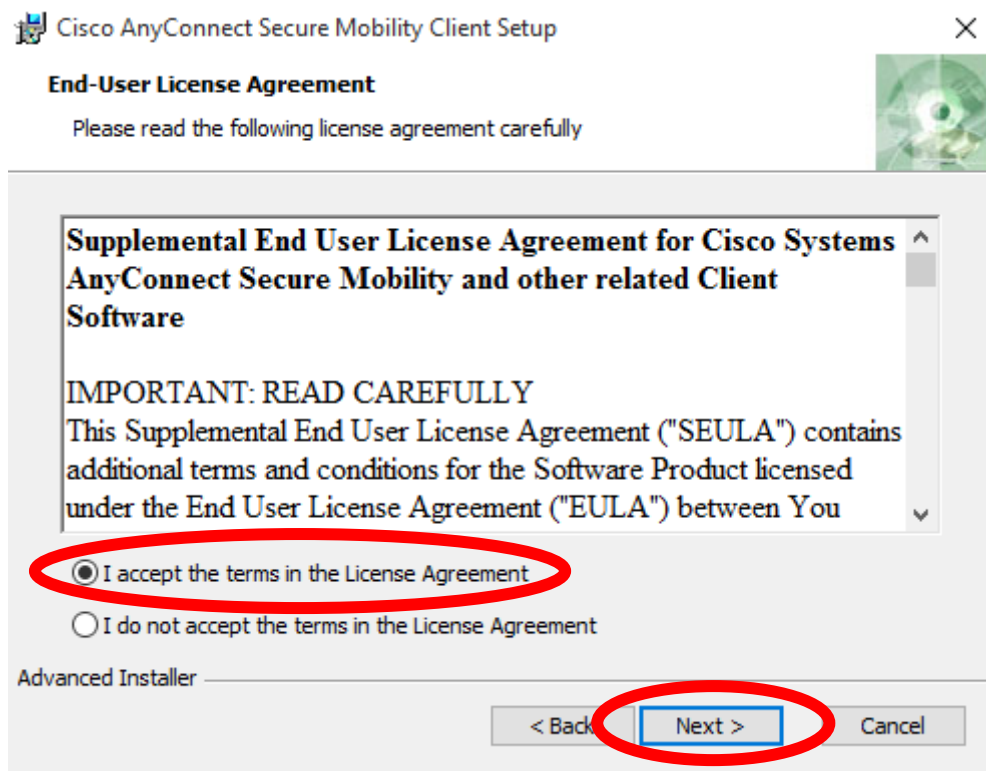 Cisco AnyConnect Secure Mobility Client Setup
End-User License Agreement
Please read the following license agreement carefully
Supplemental End User License Agreement for Cisco Systems
AnyConnect Secure Mobility and other related Client
Software
IMPORTANT: READ CAREFULLY
This Supplemental End User License Agreement ("SEULA") contains
additional terms and conditions for the Software Product licensed
under the End User License Agreement ("EULA") between You
I accept the terms in the License Agreement
I do not accept the terms in the License Agreement
Advanced Installer
< Back Next > Cancel